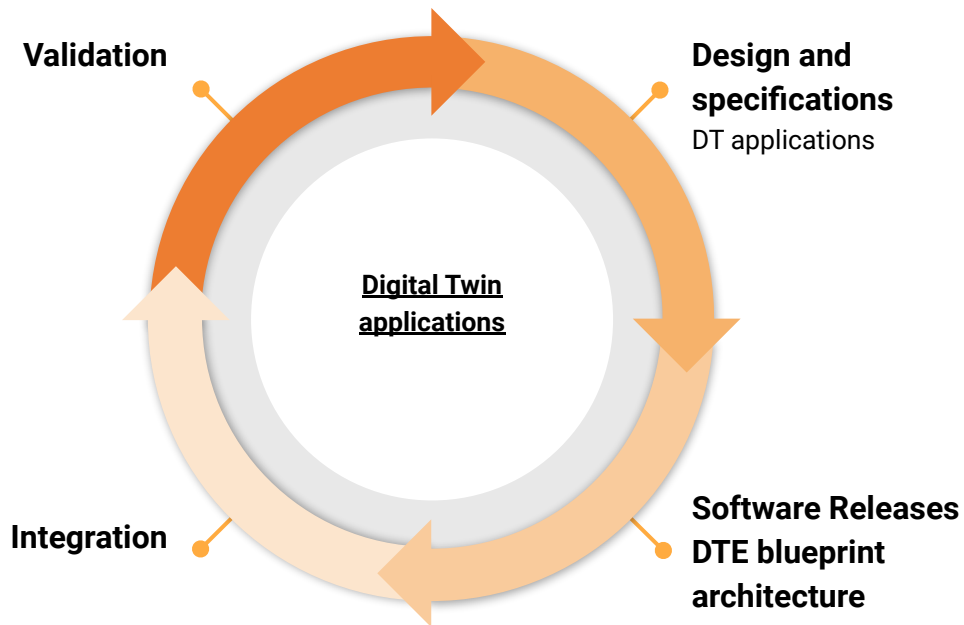 Validation
Design and
specifications
DT applications
Digital Twin
applications
Integration
Software Releases
DTE blueprint
architecture